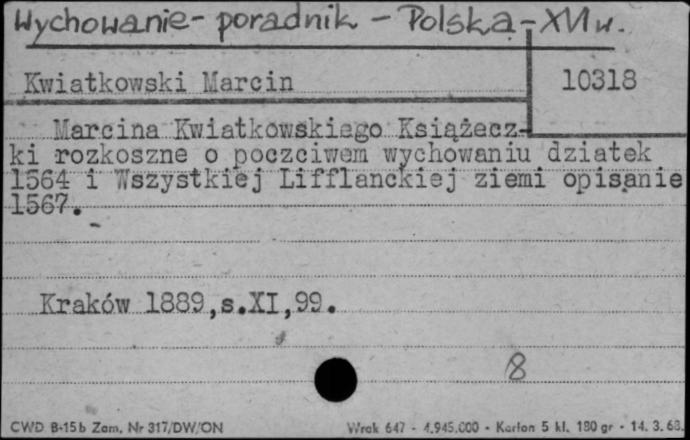 Wychowanie - poradnik - Polska - XVI w.
Kwiatkowski Marcin
10318
Marcina Kwiatkowskiego Książecz-
ki rozkoszne o poczciwem wychowaniu dziatek
1564 i Wszystkiej Lifflanckiej ziemi opisanie
1567.
Kraków 1889,s.XI,99.
8
CWD B-15b Zam. Nr 317/DW/ON
Wrak 647 - 4.945.000 - Karton 5 kl. 180 gr - 14. 3. 68.